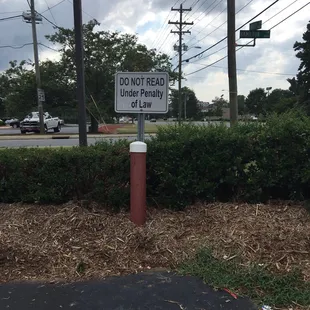 DO NOT READ
Under Penalty
of Law